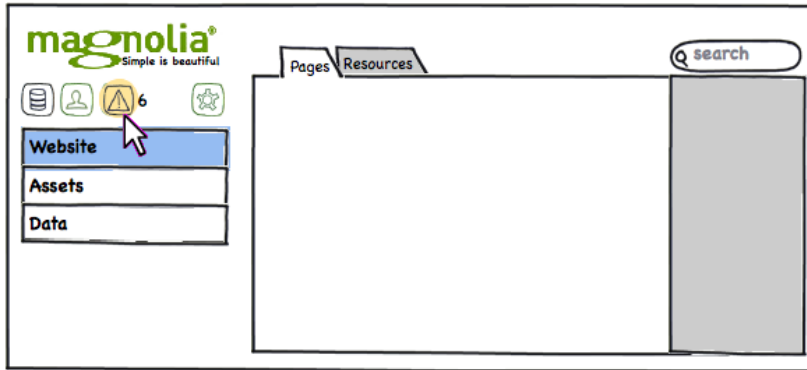 magnolia®
Simple is beautiful
Pages
Resources
search
6
Website
Assets
Data